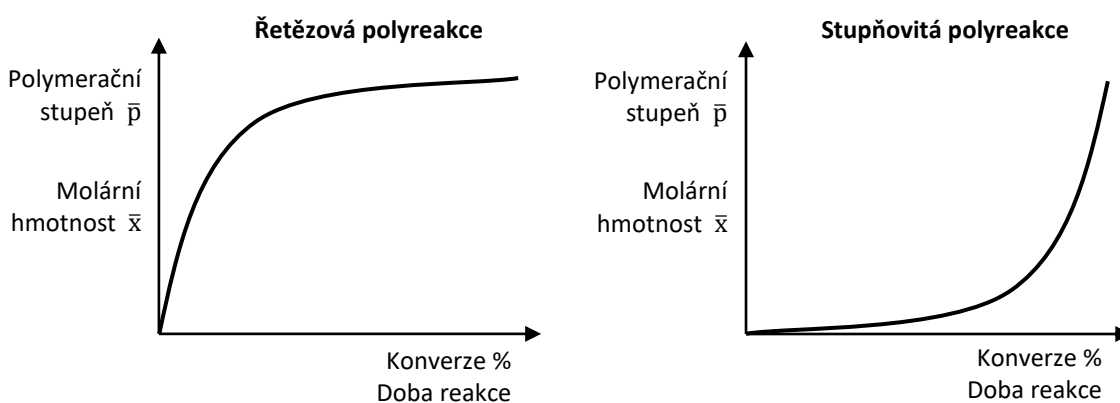 Řetězová polyreakce
Polymerační
stupeň p̅
Molární
hmotnost x̅
Konverze %
Doba reakce
Stupňovitá polyreakce
Polymerační
stupeň p̅
Molární
hmotnost x̅
Konverze %
Doba reakce